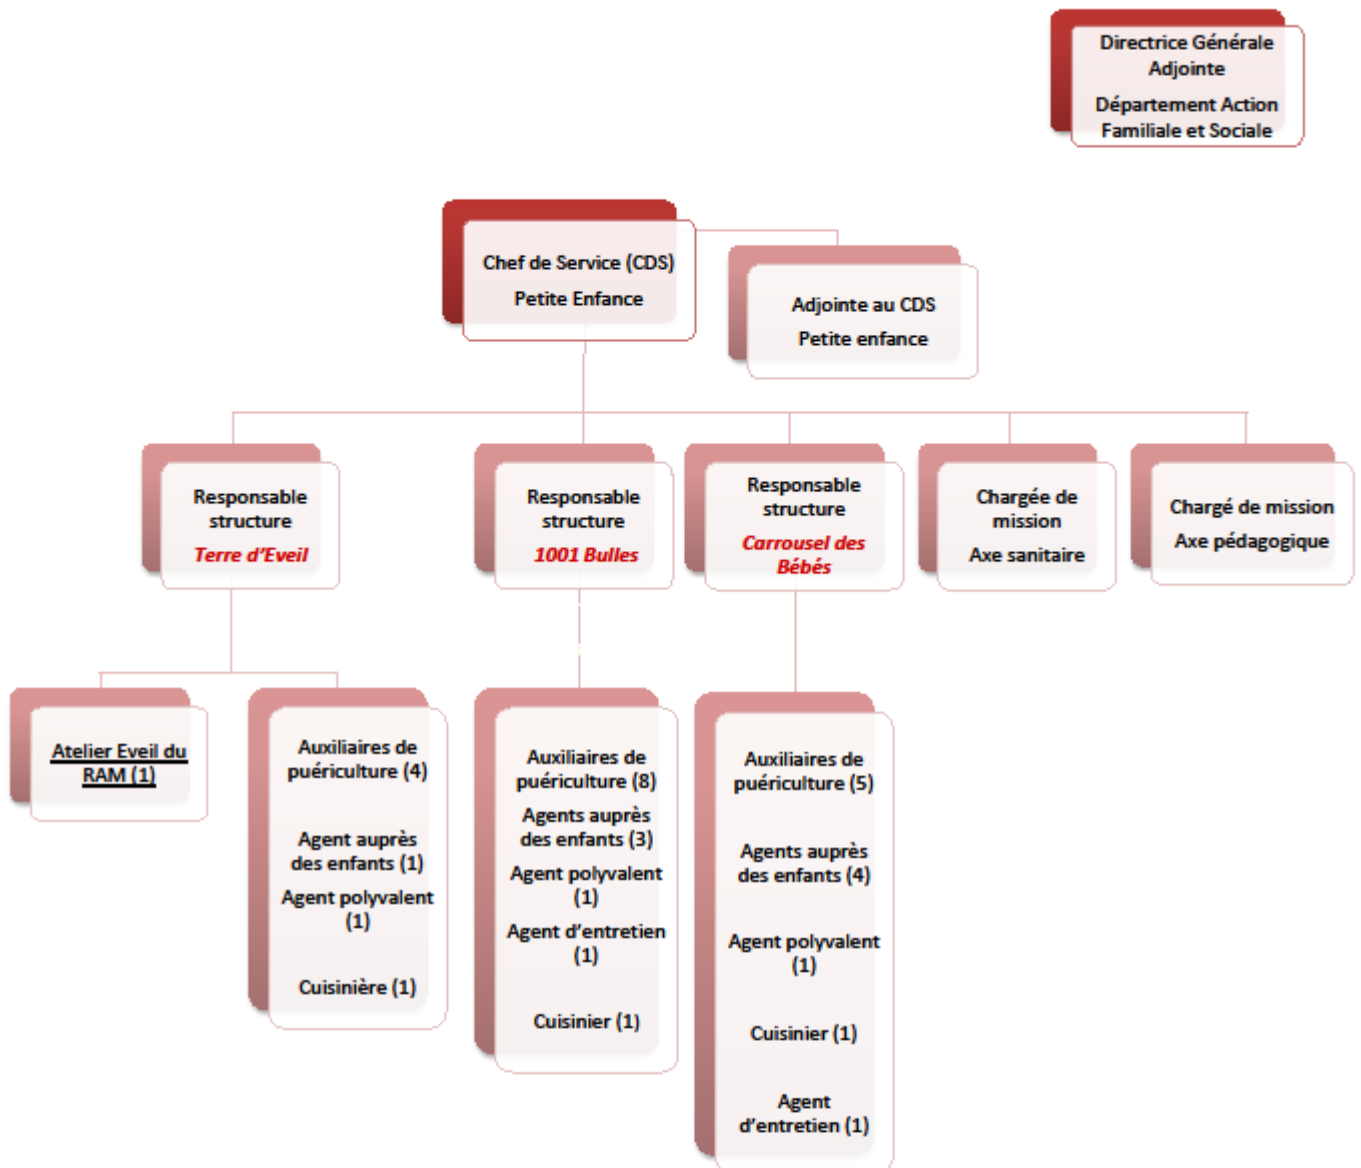 Directrice Générale
Adjointe
Département Action
Familiale et Sociale
Chef de Service (CDS)
Petite Enfance
Adjointe au CDS
Petite enfance
Responsable
structure
Terre d'Eveil
Responsable
structure
1001 Bulles
Responsable
structure
Carrousel des
Bébés
Chargée de
mission
Axe sanitaire
Chargé de mission
Axe pédagogique
Atelier Eveil du
RAM (1)
Auxiliaires de
puériculture (4)
Agent auprès
des enfants (1)
Agent polyvalent
(1)
Cuisinière (1)
Auxiliaires de
puériculture (8)
Agents auprès
des enfants (3)
Agent polyvalent
(1)
Agent d'entretien
(1)
Cuisinier (1)
Auxiliaires de
puériculture (5)
Agents auprès
des enfants (4)
Agent polyvalent
(1)
Cuisinier (1)
Agent
d'entretien (1)